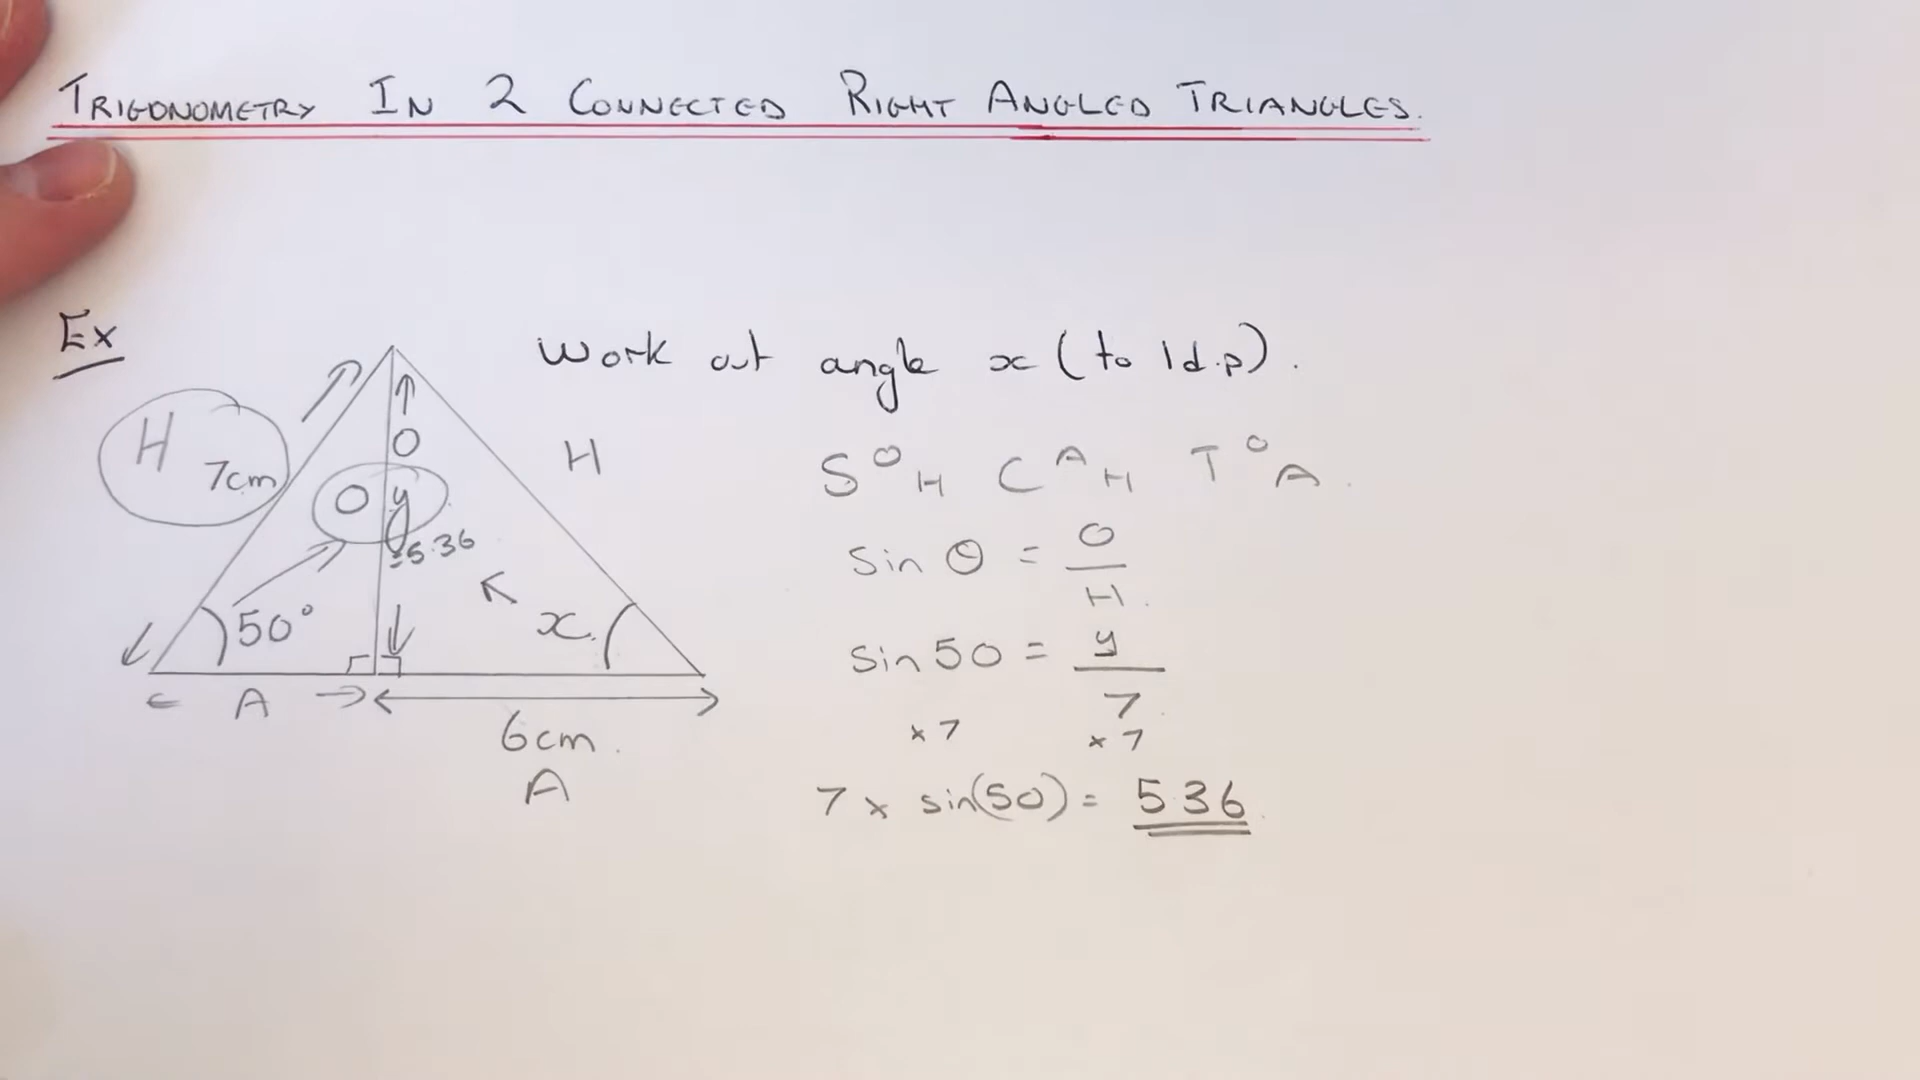 TRIGONOMETRY IN 2 CONNECTED RIGHT ANGLED TRIANGLES.
Ex
Work out angle x (to 1d.p).
H 7cm
O
H
S O H C A H T O A
O y
5.36
sin θ = O / H
50°
x
sin 50 = y / 7
A
6cm
x 7 x 7
A
7 x sin(50) = 5.36